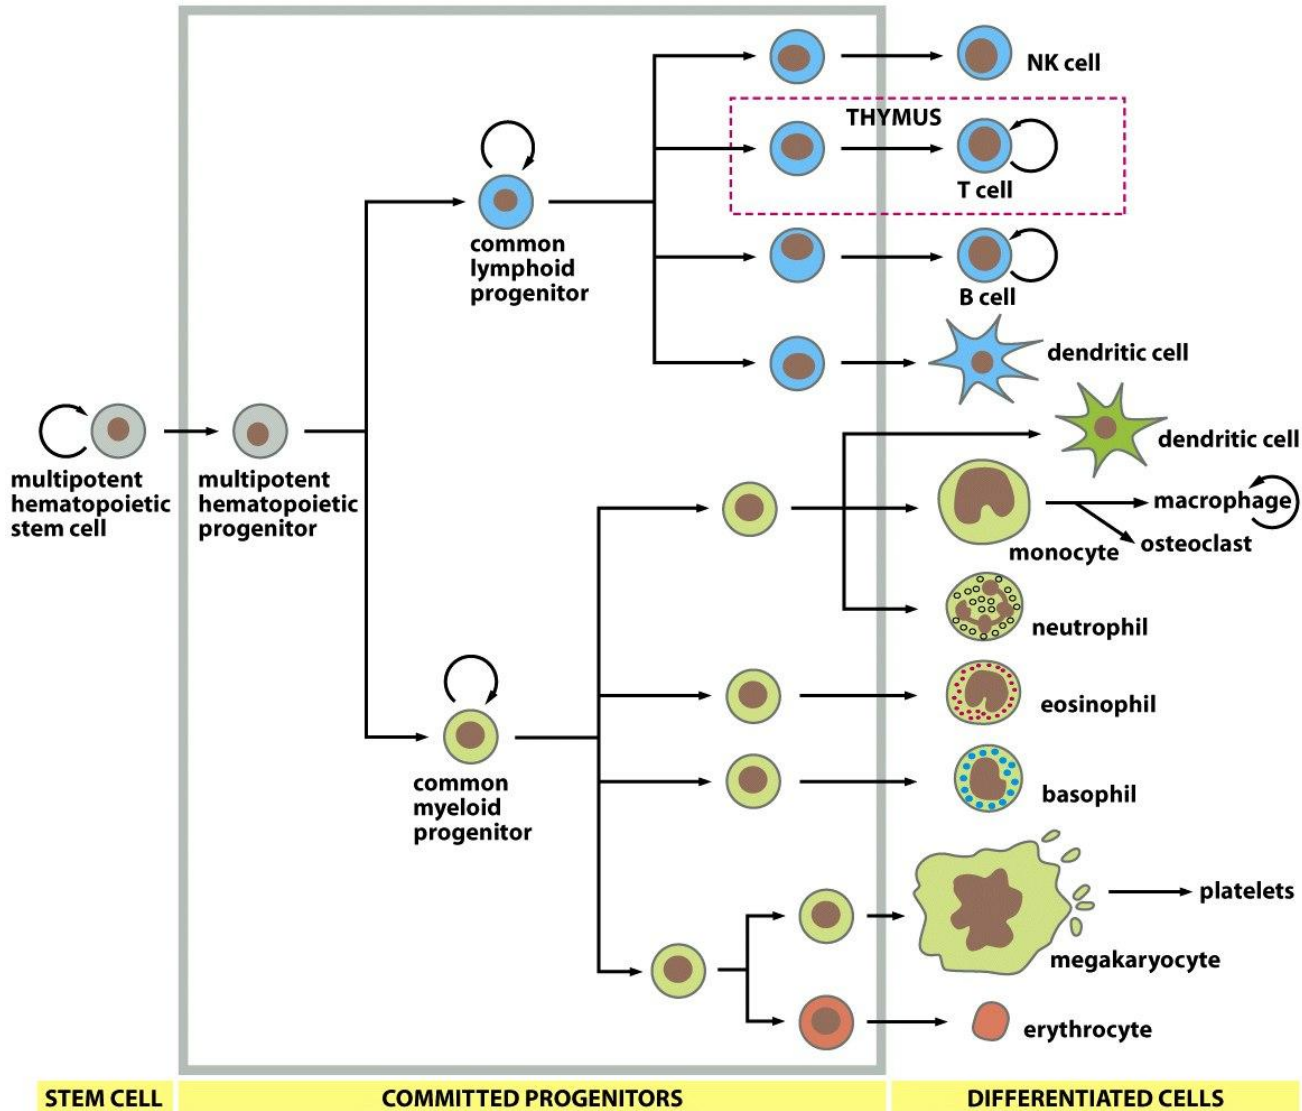 NK cell
THYMUS
T cell
common
lymphoid
progenitor
B cell
dendritic cell
dendritic cell
multipotent
hematopoietic
stem cell
multipotent
hematopoietic
progenitor
macrophage
monocyte
osteoclast
neutrophil
eosinophil
common
myeloid
progenitor
basophil
platelets
megakaryocyte
erythrocyte
STEM CELL
COMMITTED PROGENITORS
DIFFERENTIATED CELLS